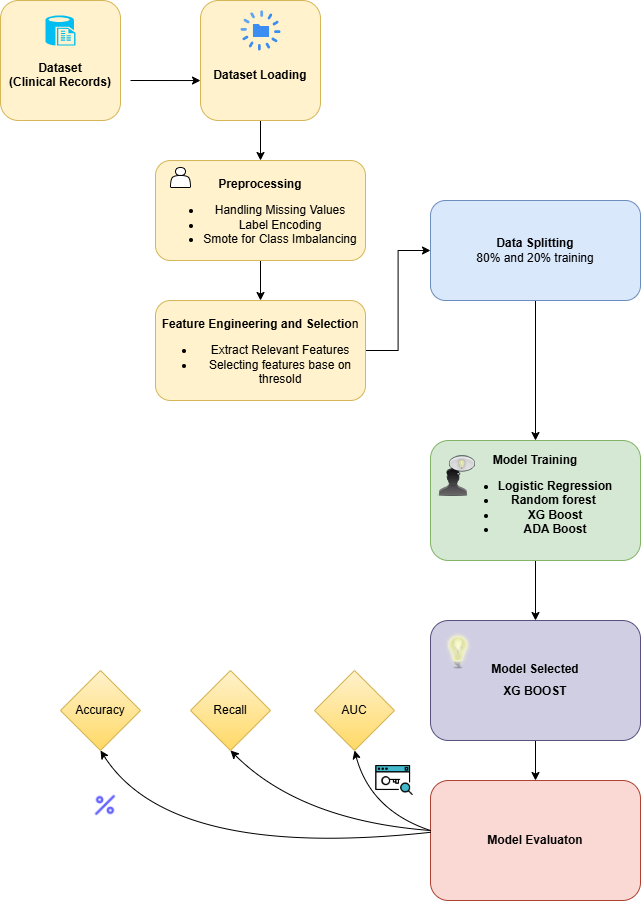 Dataset
(Clinical Records)
Dataset Loading
Preprocessing
Handling Missing Values
Label Encoding
Smote for Class Imbalancing
Feature Engineering and Selection
Extract Relevant Features
Selecting features base on
thresold
Data Splitting
80% and 20% training
Model Training
Logistic Regression
Random forest
XG Boost
ADA Boost
Model Selected
XG BOOST
Accuracy
Recall
AUC
%
Model Evaluaton